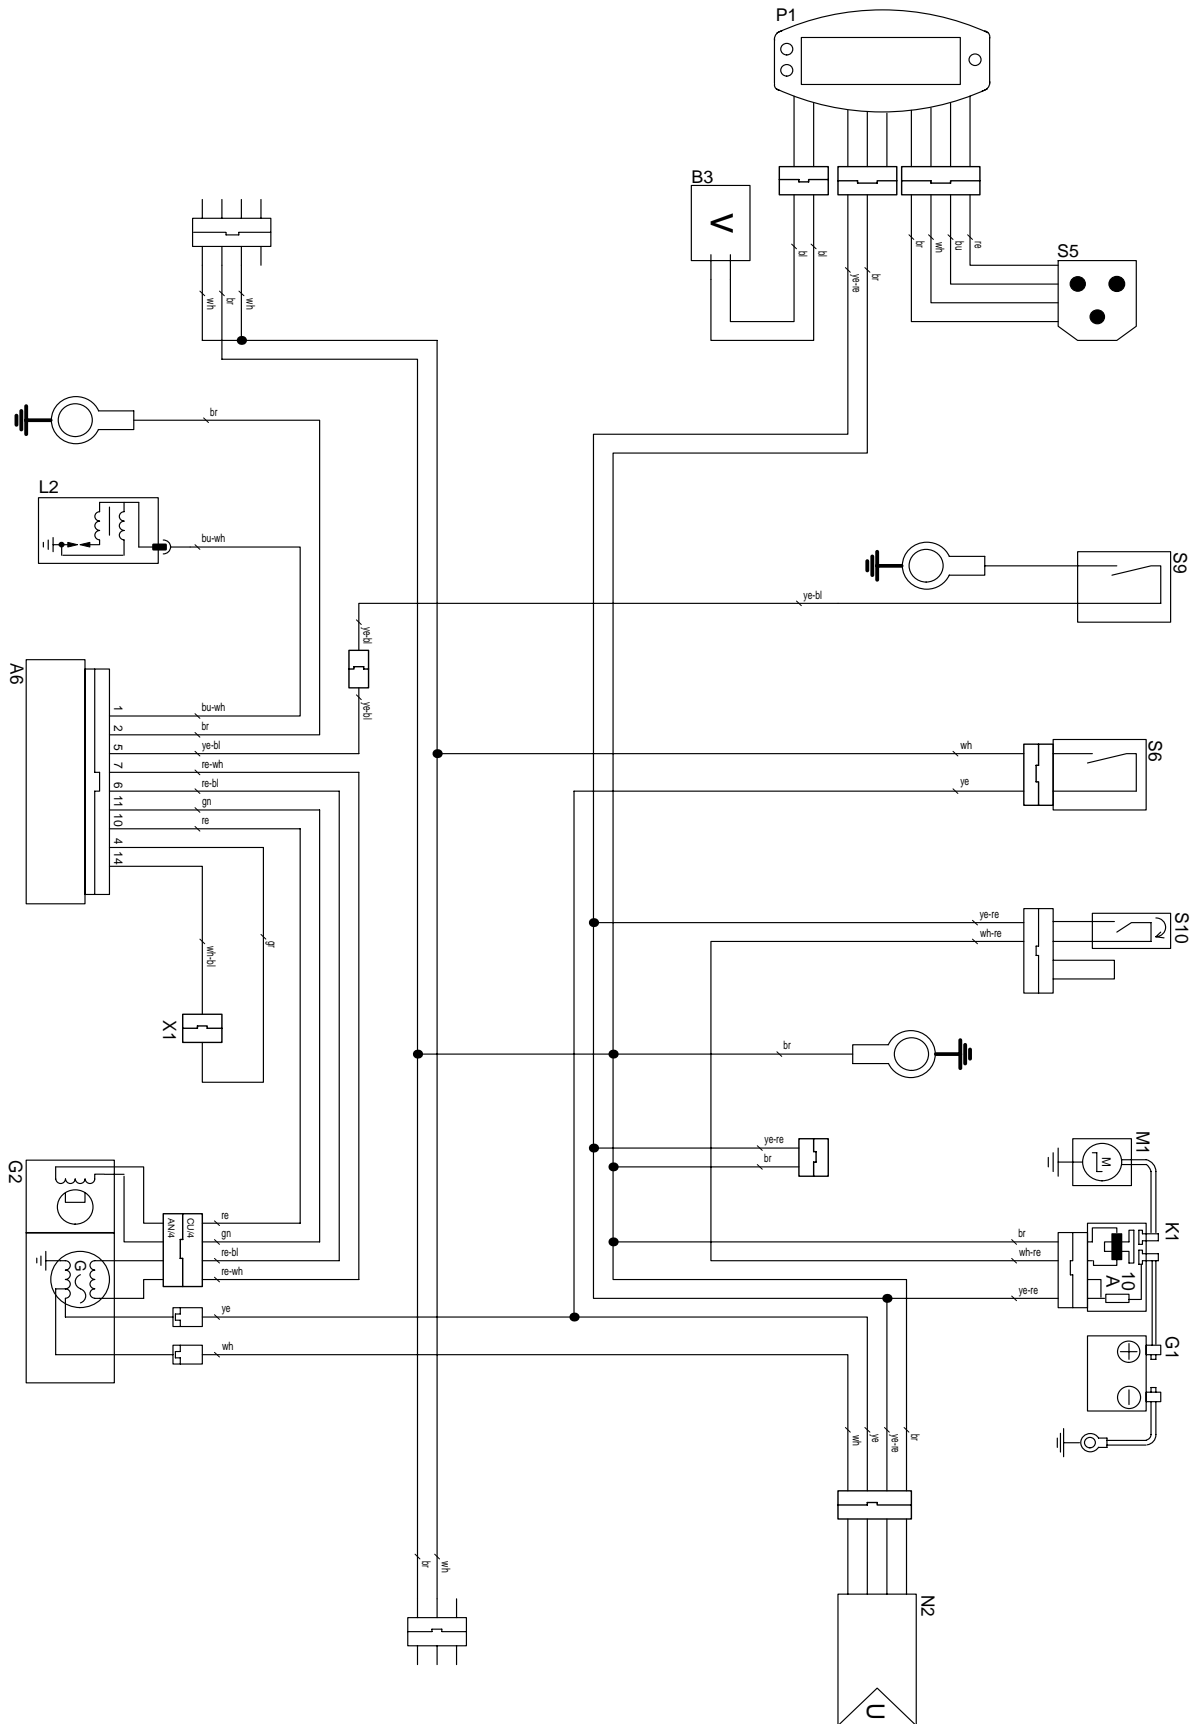 P1
B3
V
S5
bl
bl
ye-re
br
br
wh
bu
re
wh
br
wh
br
L2
bu-wh
S9
ye-bl
ye-bl
ye-bl
A6
1
bu-wh
2
br
5
ye-bl
7
re-wh
6
re-bl
11
gn
10
re
4
14
wh-bl
gr
X1
S6
wh
ye
S10
ye-re
wh-re
br
ye-re
br
M1
M
K1
br
wh-re
10
A
ye-re
G1
G2
G
AN/4
CU/4
re
gn
re-bl
re-wh
ye
wh
wh
ye
ye-re
br
br
wh
N2
U